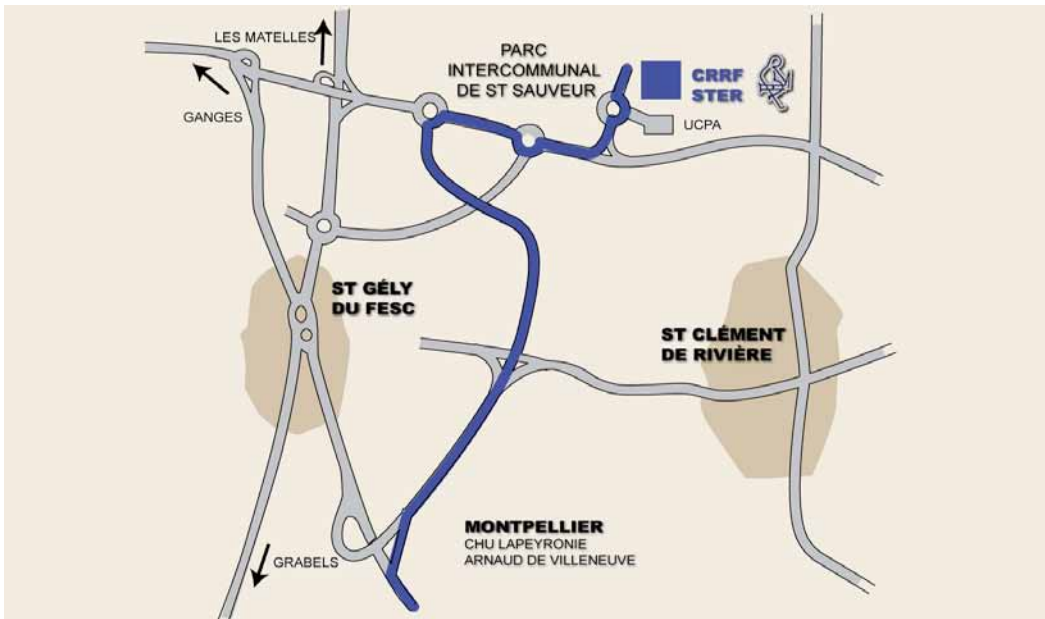 LES MATELLES
GANGES
PARC
INTERCOMMUNAL
DE ST SAUVEUR
CRRF
STER
UCPA
ST GÉLY
DU FESC
ST CLÉMENT
DE RIVIÈRE
MONTPELLIER
CHU LAPEYRONIE
ARNAUD DE VILLENEUVE
GRABELS